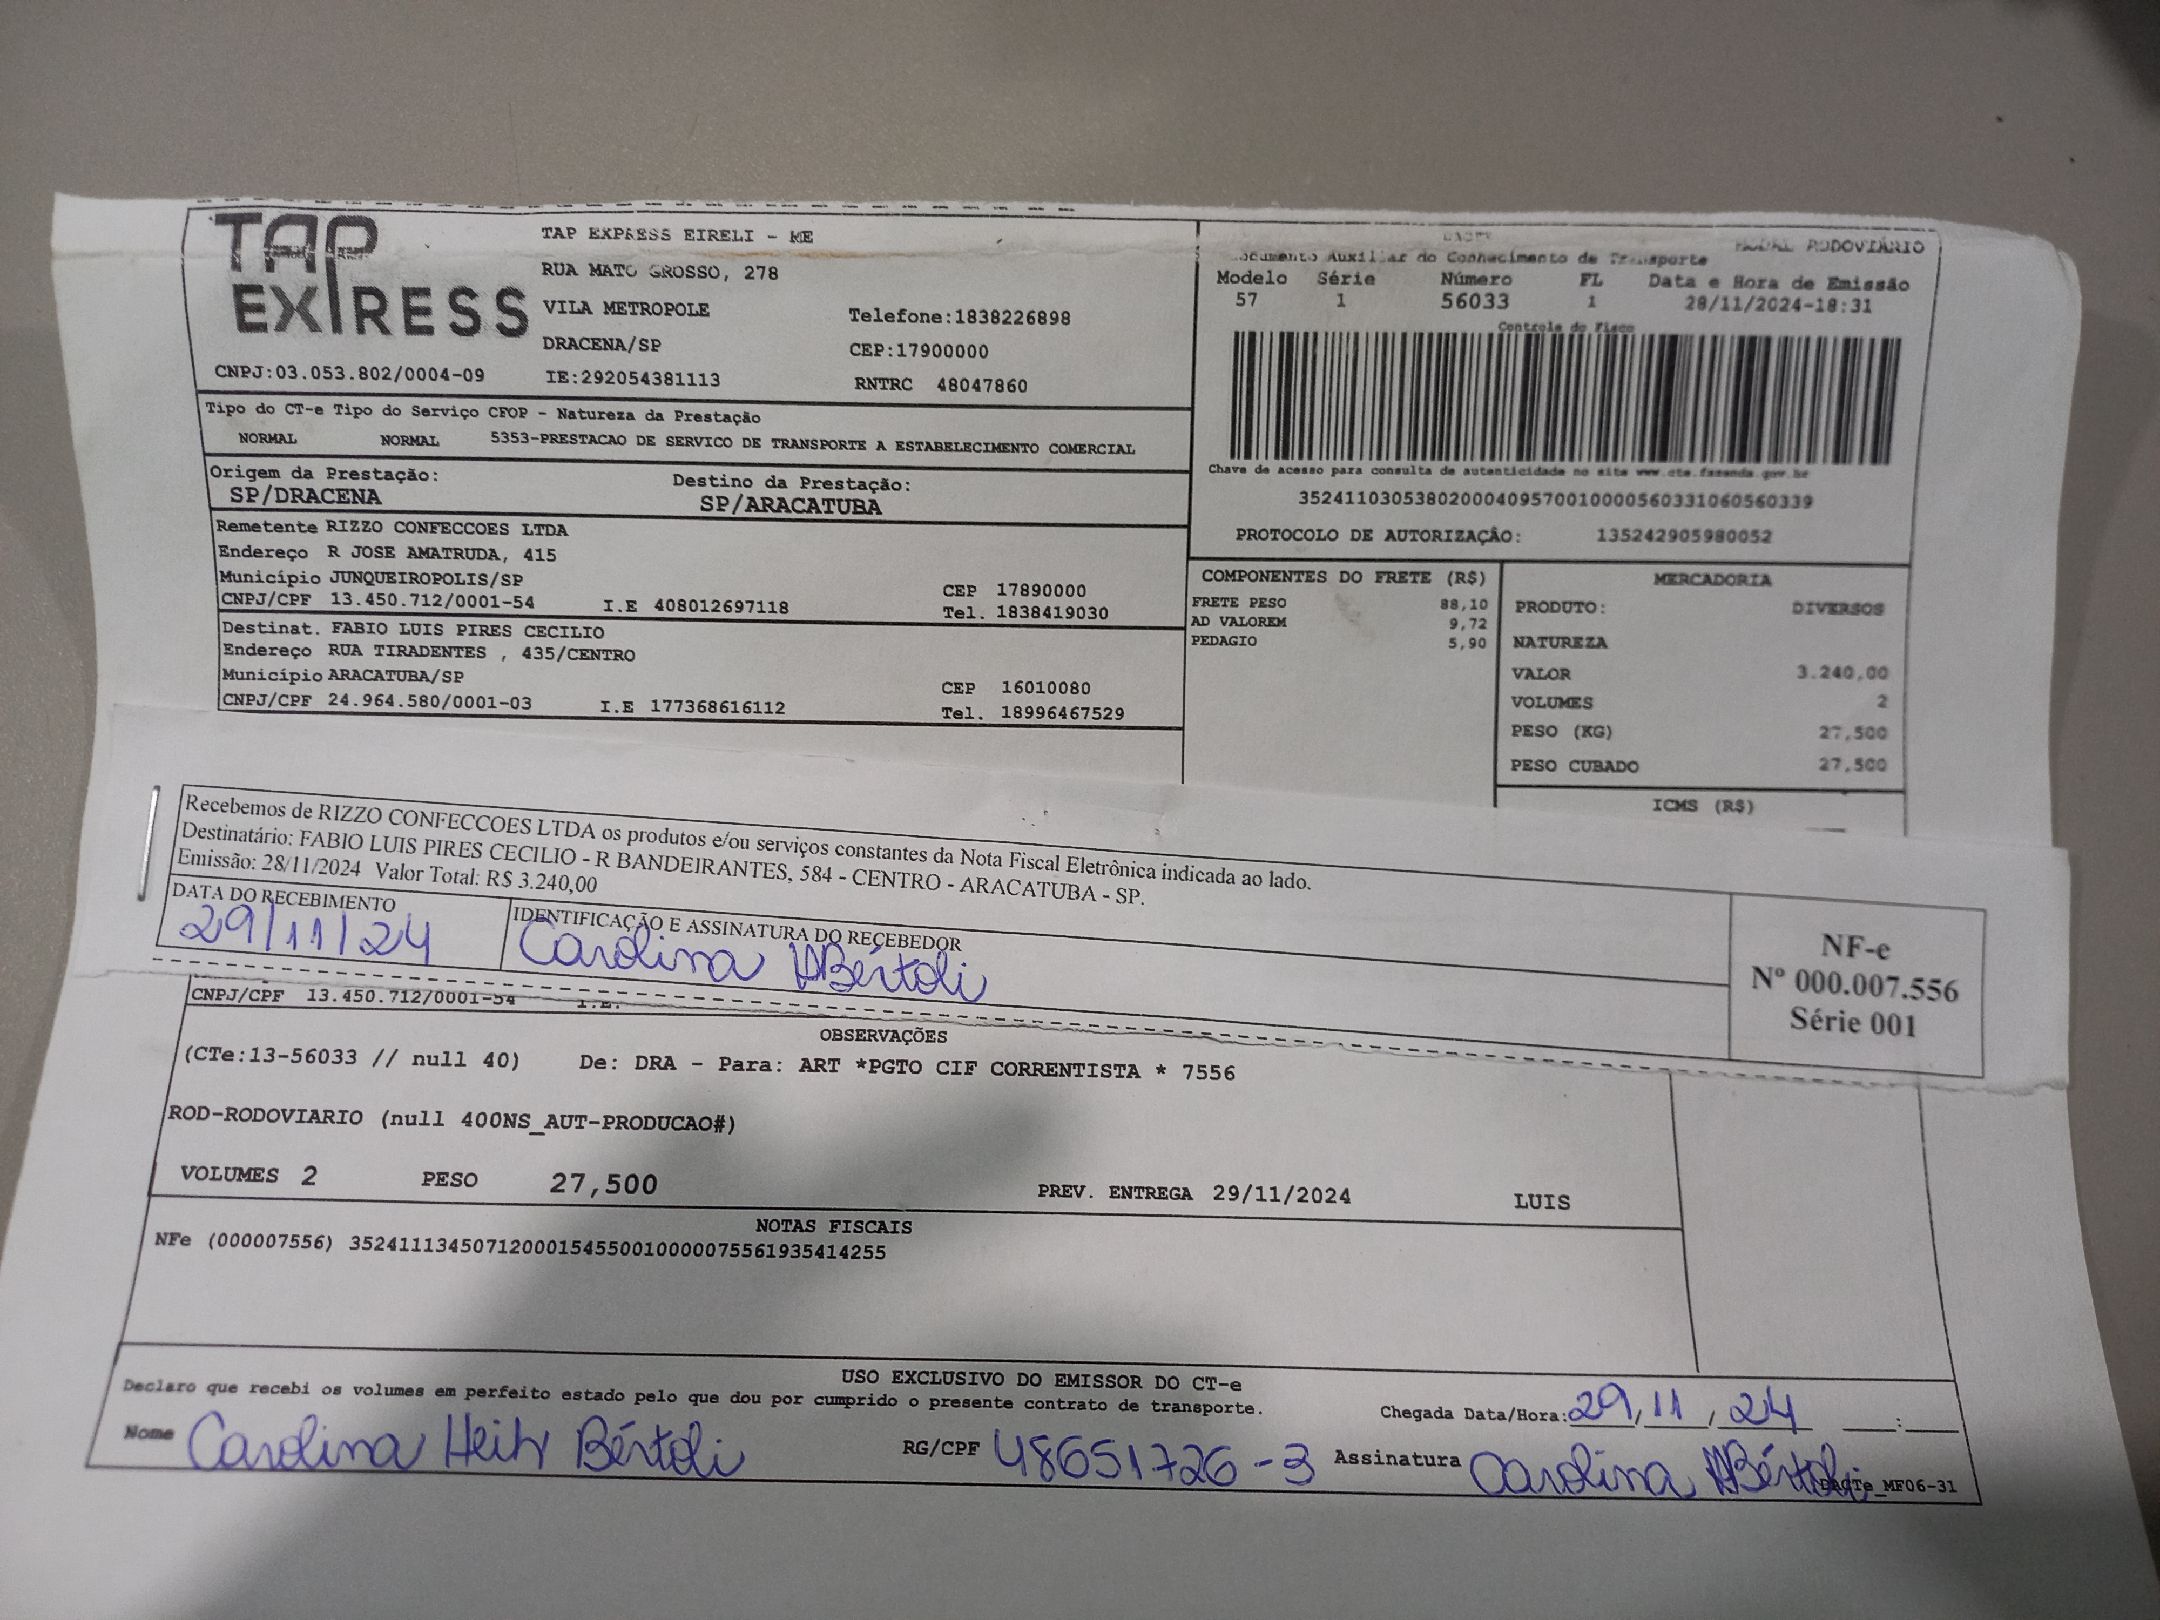 TAP EXPRESS
TAP EXPRESS EIRELI - ME
RUA MATO GROSSO, 278
VILA METROPOLE
Telefone:1838226898
DRACENA/SP
CEP:17900000
CNPJ:03.053.802/0004-09
IE:292054381113
RNTRC 48047860
MODAL RODOVIÁRIO
Documento Auxiliar do Conhecimento de Transporte
Modelo Série Número FL Data e Hora de Emissão
57 1 56033 1 28/11/2024-18:31
Controle do Fisco
Chave de acesso para consulta de autenticidade no site www.cte.fazenda.gov.br
35241103053802000409570010000560331060560339
PROTOCOLO DE AUTORIZAÇÃO: 135242905980052
Tipo do CT-e Tipo do Serviço CFOP - Natureza da Prestação
NORMAL NORMAL 5353-PRESTACAO DE SERVICO DE TRANSPORTE A ESTABELECIMENTO COMERCIAL
Origem da Prestação: Destino da Prestação:
SP/DRACENA SP/ARACATUBA
Remetente RIZZO CONFECCOES LTDA
Endereço R JOSE AMATRUDA, 415
Município JUNQUEIROPOLIS/SP CEP 17890000
CNPJ/CPF 13.450.712/0001-54 I.E 408012697118 Tel. 1838419030
Destinat. FABIO LUIS PIRES CECILIO
Endereço RUA TIRADENTES , 435/CENTRO
Município ARACATUBA/SP CEP 16010080
CNPJ/CPF 24.964.580/0001-03 I.E 177368616112 Tel. 18996467529
COMPONENTES DO FRETE (R$)
FRETE PESO 88,10
AD VALOREM 9,72
PEDAGIO 5,90
MERCADORIA
PRODUTO: DIVERSOS
NATUREZA
VALOR 3.240,00
VOLUMES 2
PESO (KG) 27,500
PESO CUBADO 27,500
ICMS (R$)
Recebemos de RIZZO CONFECCOES LTDA os produtos e/ou serviços constantes da Nota Fiscal Eletrônica indicada ao lado.
Destinatário: FABIO LUIS PIRES CECILIO - R BANDEIRANTES, 584 - CENTRO - ARACATUBA - SP.
Emissão: 28/11/2024 Valor Total: R$ 3.240,00
DATA DO RECEBIMENTO IDENTIFICAÇÃO E ASSINATURA DO RECEBEDOR
29/11/24 Carolina HBértoli
NF-e
Nº 000.007.556
Série 001
CNPJ/CPF 13.450.712/0001-54 I.E.
OBSERVAÇÕES
(CTe:13-56033 // null 40) De: DRA - Para: ART *PGTO CIF CORRENTISTA * 7556
ROD-RODOVIARIO (null 400NS_AUT-PRODUCAO#)
VOLUMES 2 PESO 27,500 PREV. ENTREGA 29/11/2024 LUIS
NOTAS FISCAIS
NFe (000007556) 35241113450712000154550010000075561935414255
USO EXCLUSIVO DO EMISSOR DO CT-e
Declaro que recebi os volumes em perfeito estado pelo que dou por cumprido o presente contrato de transporte.
Chegada Data/Hora: 29/11/24 :
Nome Carolina Bértoli RG/CPF 48651726-3 Assinatura Carolina HBértoli
DACTe_MF06-31